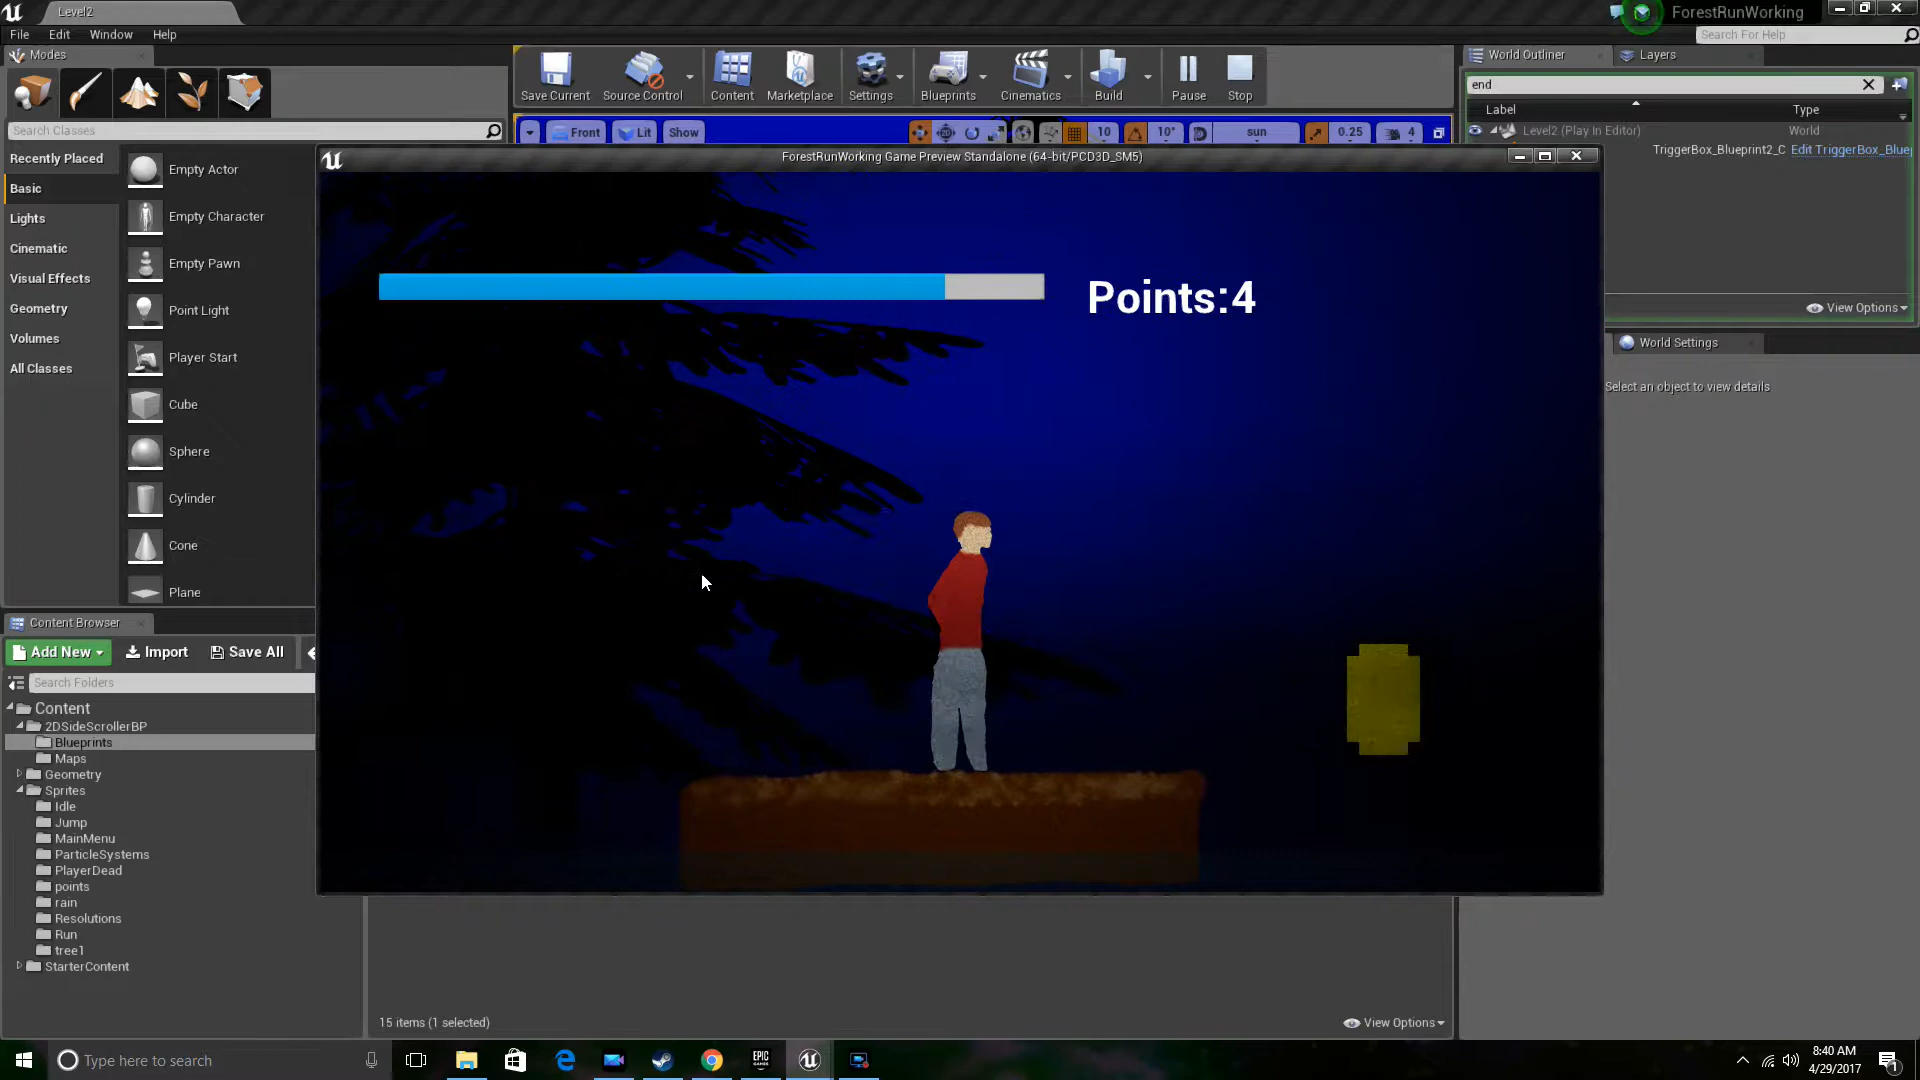 Level2
ForestRunWorking
File Edit Window Help
Search For Help
Modes
World Outliner
Layers
Save Current
Source Control
Content
Marketplace
Settings
Blueprints
Cinematics
Build
Pause
Stop
end
Label
Type
Search Classes
Front
Lit
Show
10
10°
sun
0.25
4
Level2 (Play In Editor)
World
TriggerBox_Blueprint2_C
Edit TriggerBox_Blue
ForestRunWorking Game Preview Standalone (64-bit/PCD3D_SM5)
Recently Placed
Basic
Lights
Cinematic
Visual Effects
Geometry
Volumes
All Classes
Empty Actor
Empty Character
Empty Pawn
Point Light
Player Start
Cube
Sphere
Cylinder
Cone
Plane
Points:4
View Options
World Settings
Select an object to view details
Content Browser
Add New
Import
Save All
Search Folders
Content
2DSideScrollerBP
Blueprints
Maps
Geometry
Sprites
Idle
Jump
MainMenu
ParticleSystems
PlayerDead
points
rain
Resolutions
Run
tree1
StarterContent
15 items (1 selected)
View Options
Type here to search
EPIC GAMES
8:40 AM
4/29/2017
1